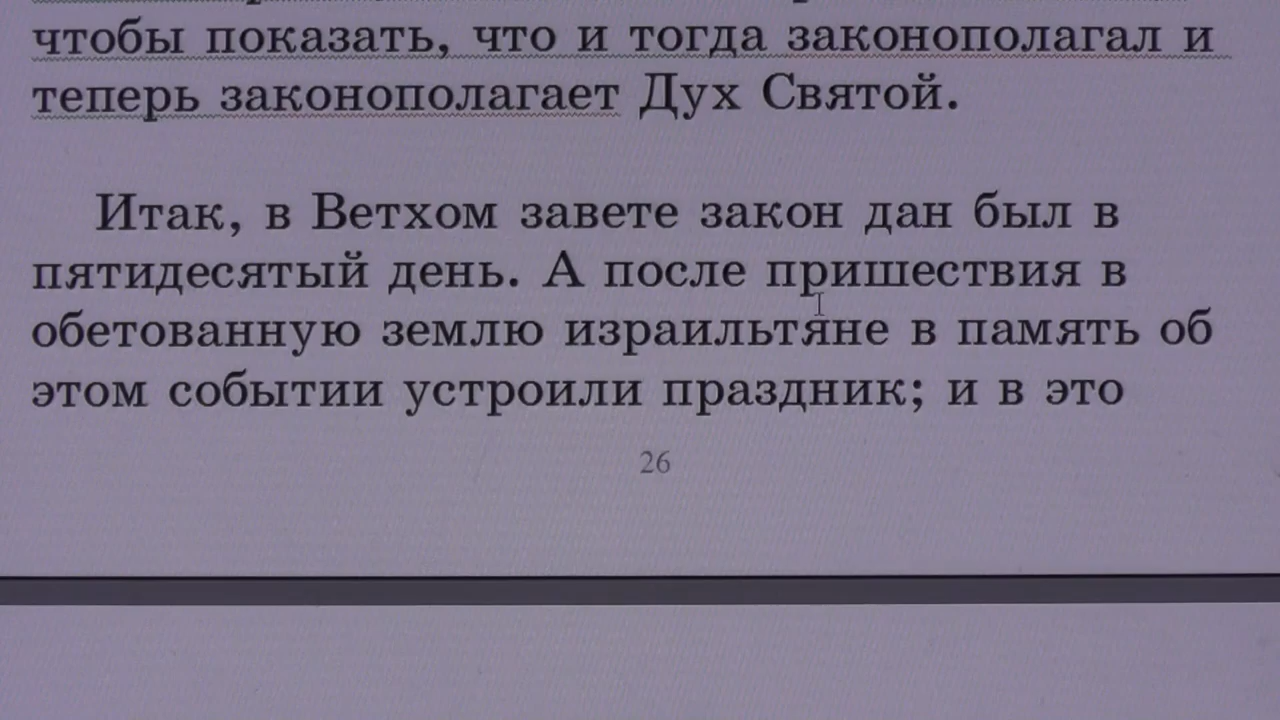 чтобы показать, что и тогда законополагал и
теперь законополагает Дух Святой.
Итак, в Ветхом завете закон дан был в
пятидесятый день. А после пришествия в
обетованную землю израильтяне в память об
этом событии устроили праздник; и в это
26